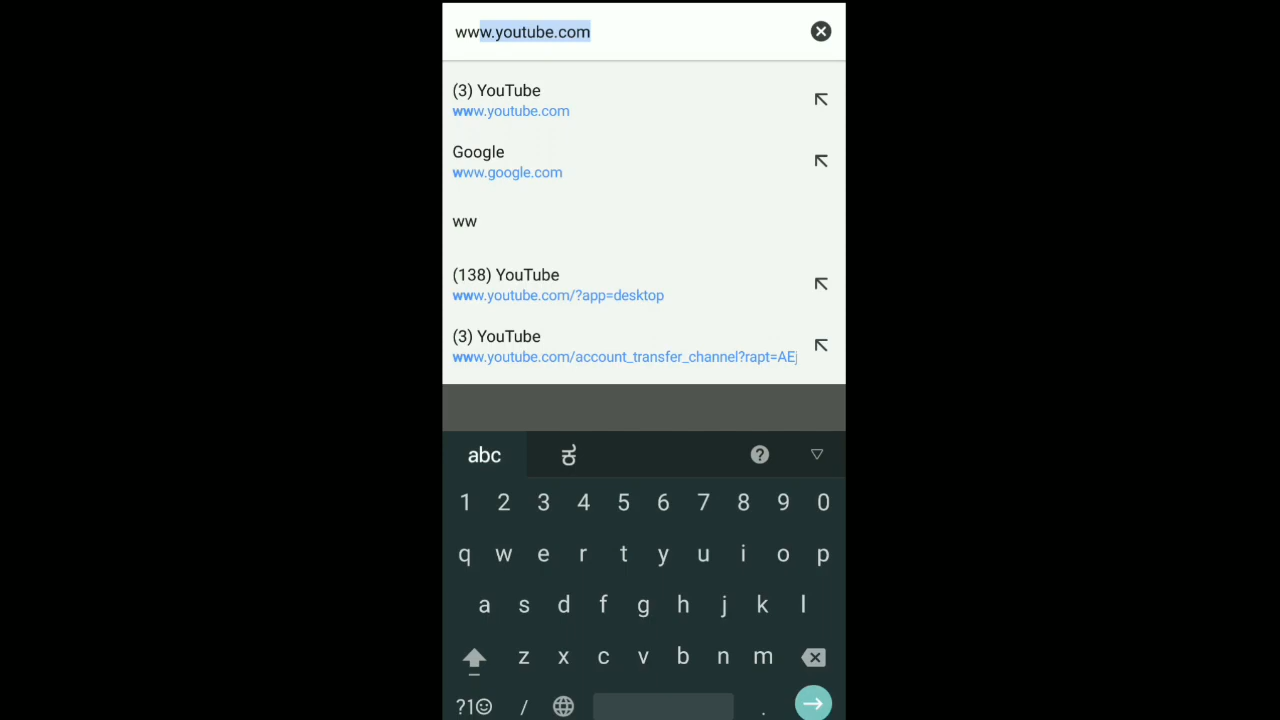 www.youtube.com
(3) YouTube
www.youtube.com
Google
www.google.com
ww
(138) YouTube
www.youtube.com/?app=desktop
(3) YouTube
www.youtube.com/account_transfer_channel?rapt=AEj
abc ಕ
1 2 3 4 5 6 7 8 9 0
q w e r t y u i o p
a s d f g h j k l
z x c v b n m
?1☺ / .